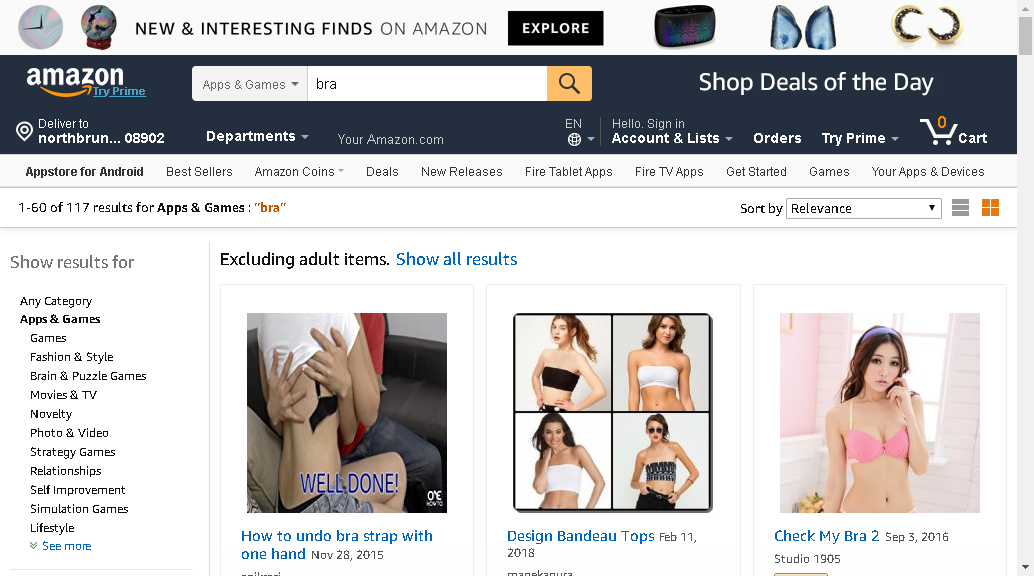 NEW & INTERESTING FINDS ON AMAZON EXPLORE
amazon
Try Prime
Apps & Games bra
Shop Deals of the Day
Deliver to
northbrun... 08902
Departments
Your Amazon.com
EN
Hello. Sign in
Account & Lists
Orders
Try Prime
0
Cart
Appstore for Android Best Sellers Amazon Coins Deals New Releases Fire Tablet Apps Fire TV Apps Get Started Games Your Apps & Devices
1-60 of 117 results for Apps & Games : "bra"
Sort by Relevance
Show results for
Any Category
Apps & Games
Games
Fashion & Style
Brain & Puzzle Games
Movies & TV
Novelty
Photo & Video
Strategy Games
Relationships
Self Improvement
Simulation Games
Lifestyle
See more
Excluding adult items. Show all results
WELL DONE!
How to undo bra strap with
one hand Nov 28, 2015
Design Bandeau Tops Feb 11,
2018
manekapura
Check My Bra 2 Sep 3, 2016
Studio 1905